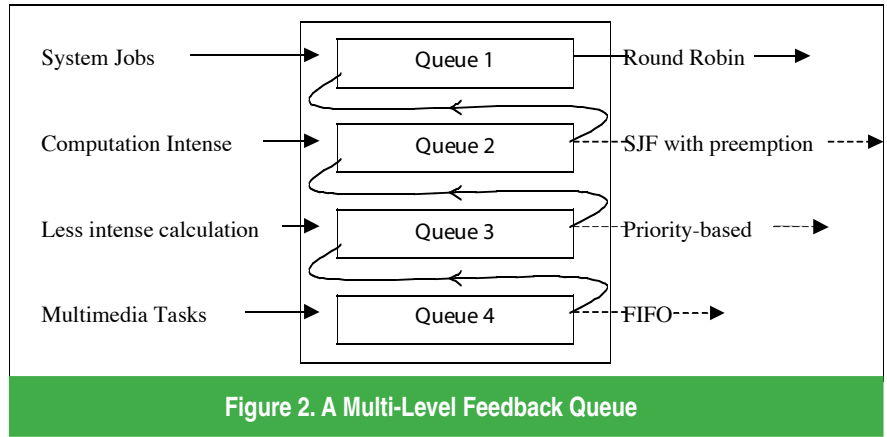 System Jobs Queue 1 Round Robin
Computation Intense Queue 2 SJF with preemption
Less intense calculation Queue 3 Priority-based
Multimedia Tasks Queue 4 FIFO
Figure 2. A Multi-Level Feedback Queue